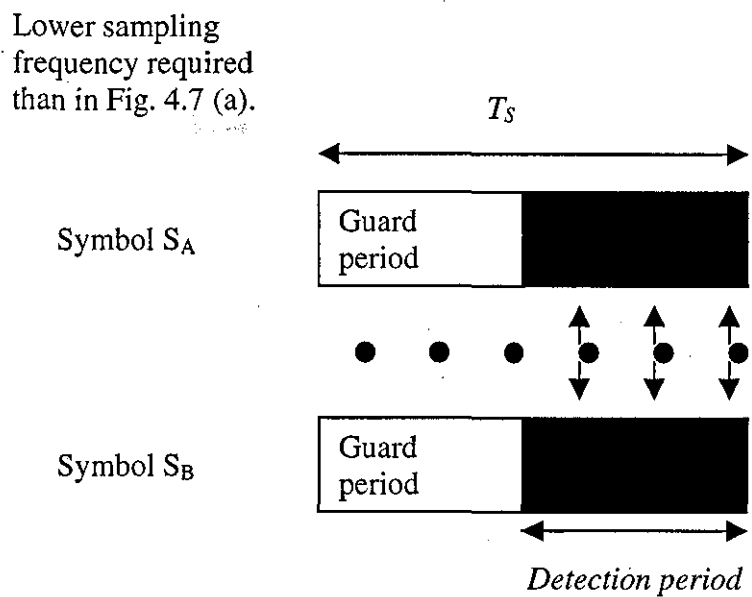 Lower sampling
frequency required
than in Fig. 4.7 (a).
T_S
Symbol S_A
Guard
period
Symbol S_B
Guard
period
Detection period